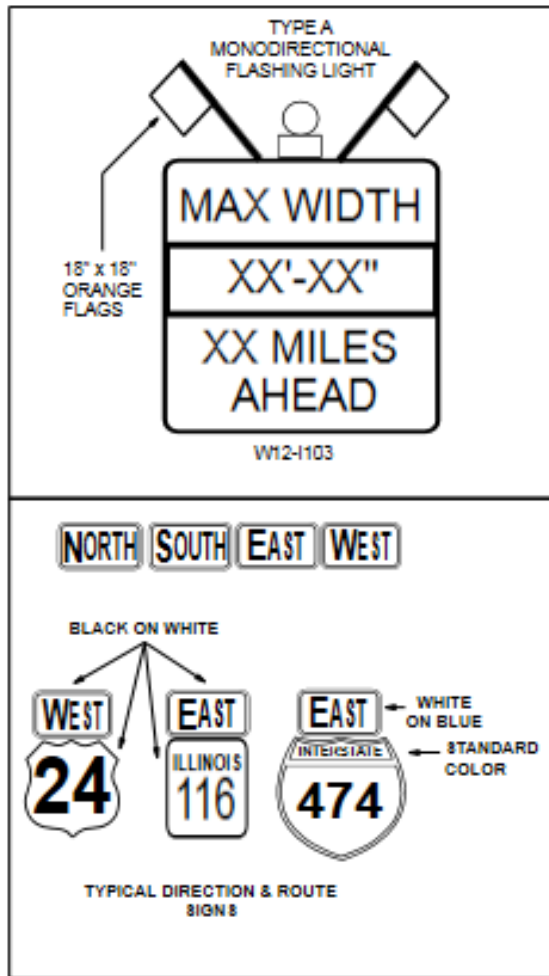 TYPE A
MONODIRECTIONAL
FLASHING LIGHT
MAX WIDTH
XX'-XX"
XX MILES
AHEAD
18" x 18"
ORANGE
FLAGS
W12-I103
NORTH SOUTH EAST WEST
BLACK ON WHITE
WEST EAST EAST
WHITE
ON BLUE
24
ILLINOIS
116
INTERSTATE
474
STANDARD
COLOR
TYPICAL DIRECTION & ROUTE
SIGNS